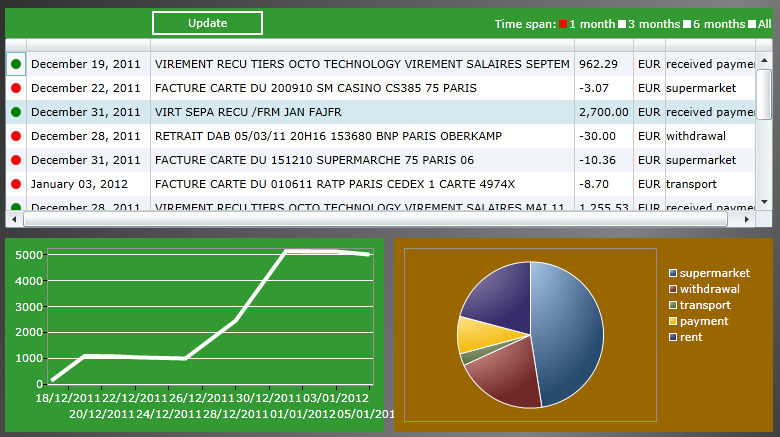 Update
Time span: 1 month 3 months 6 months All
December 19, 2011 VIREMENT RECU TIERS OCTO TECHNOLOGY VIREMENT SALAIRES SEPTEM 962.29 EUR received paymen
December 22, 2011 FACTURE CARTE DU 200910 SM CASINO CS385 75 PARIS -3.07 EUR supermarket
December 31, 2011 VIRT SEPA RECU /FRM JAN FAJFR 2,700.00 EUR received paymen
December 28, 2011 RETRAIT DAB 05/03/11 20H16 153680 BNP PARIS OBERKAMP -30.00 EUR withdrawal
December 31, 2011 FACTURE CARTE DU 151210 SUPERMARCHE 75 PARIS 06 -10.36 EUR supermarket
January 03, 2012 FACTURE CARTE DU 010611 RATP PARIS CEDEX 1 CARTE 4974X -8.70 EUR transport
December 28, 2011 VIREMENT RECU TIERS OCTO TECHNOLOGY VIREMENT SALAIRES MAI 11 1,255.53 EUR received paymen
5000
4000
3000
2000
1000
0
18/12/2011 22/12/2011 26/12/2011 30/12/2011 03/01/2012
20/12/2011 24/12/2011 28/12/2011 01/01/2012 05/01/201
supermarket
withdrawal
transport
payment
rent